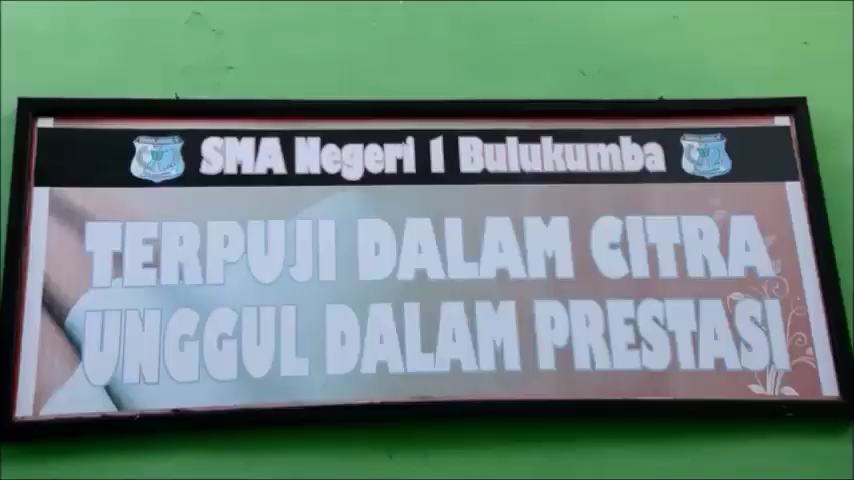 SMA Negeri 1 Bulukumba
TERPUJI DALAM CITRA
UNGGUL DALAM PRESTASI